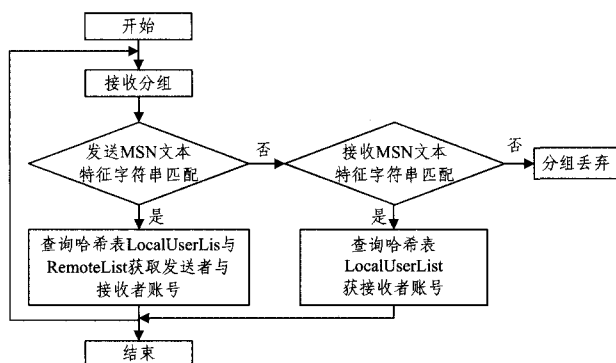 开始
接收分组
发送MSN文本
特征字符串匹配
否
接收MSN文本
特征字符串匹配
否
分组丢弃
是
是
查询哈希表LocalUserLis与
RemoteList获取发送者与
接收者账号
查询哈希表
LocalUserList
获接收者账号
结束